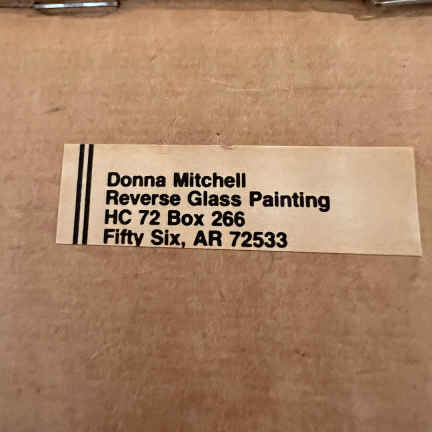 Donna Mitchell
Reverse Glass Painting
HC 72 Box 266
Fifty Six, AR 72533